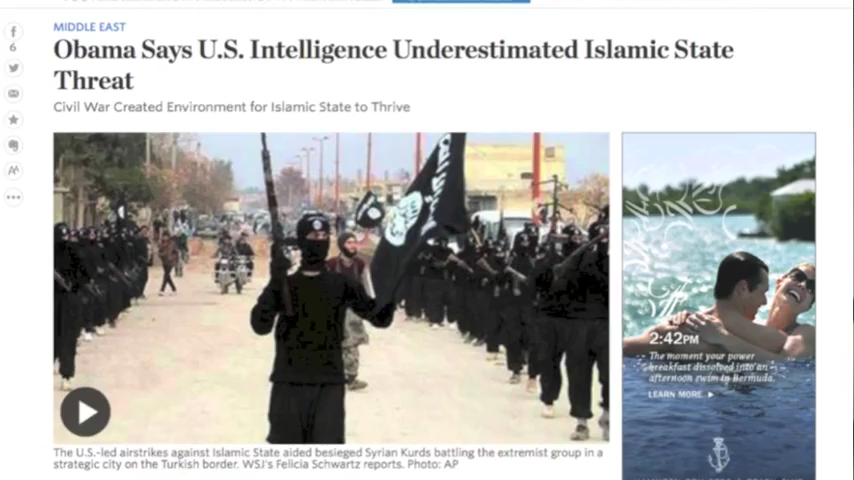 MIDDLE EAST
Obama Says U.S. Intelligence Underestimated Islamic State
Threat
Civil War Created Environment for Islamic State to Thrive
6
2:42PM
The moment your power
breakfast dissolved into an
afternoon swim in Bermuda.
LEARN MORE
The U.S.-led airstrikes against Islamic State aided besieged Syrian Kurds battling the extremist group in a
strategic city on the Turkish border. WSJ's Felicia Schwartz reports. Photo: AP